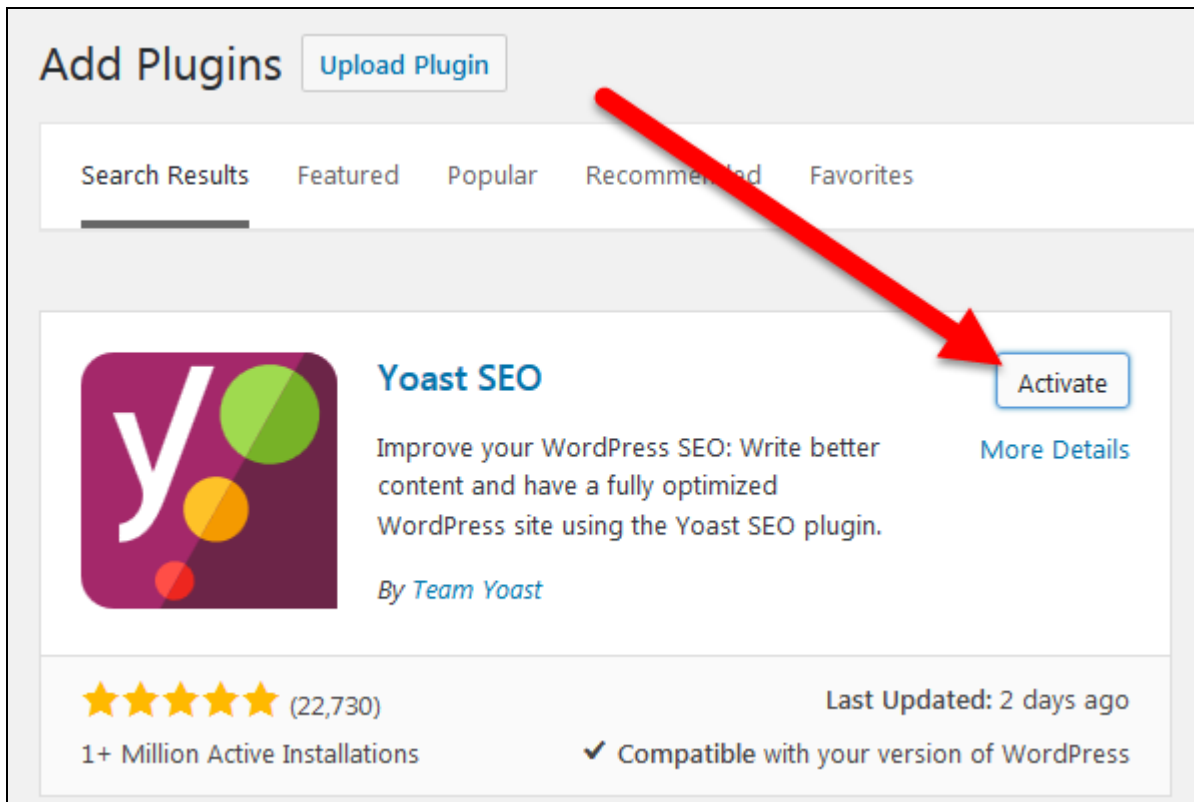 Add Plugins Upload Plugin
Search Results Featured Popular Recommended Favorites
y
Yoast SEO
Activate
Improve your WordPress SEO: Write better
More Details
content and have a fully optimized
WordPress site using the Yoast SEO plugin.
By Team Yoast
(22,730)
Last Updated: 2 days ago
1+ Million Active Installations
Compatible with your version of WordPress